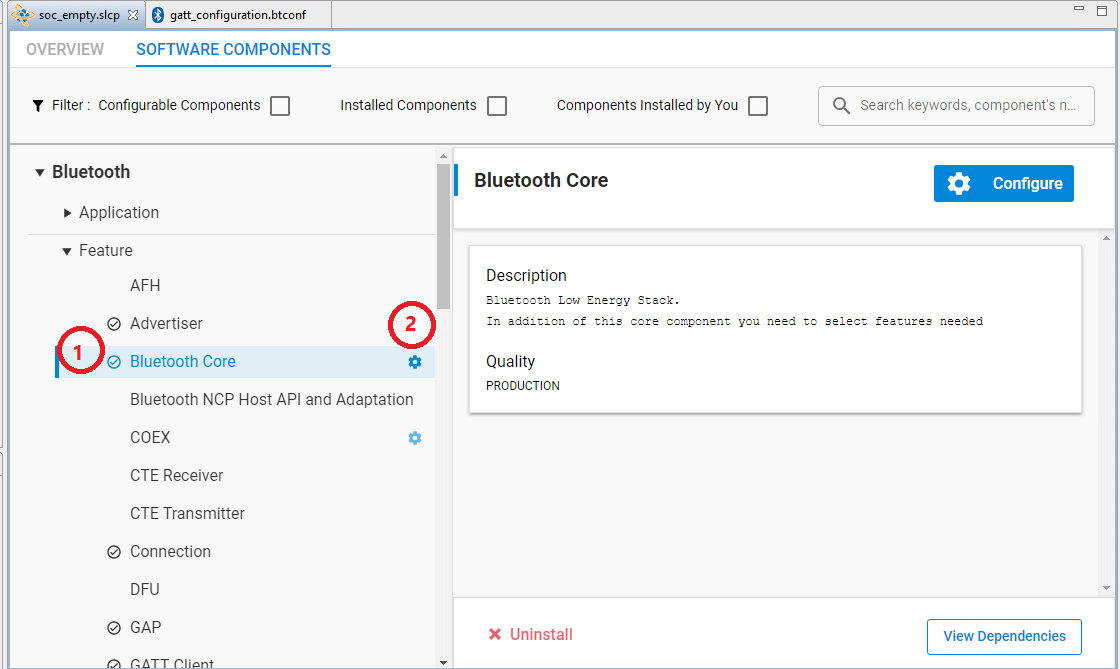 soc_empty.slcp
gatt_configuration.btconf
OVERVIEW
SOFTWARE COMPONENTS
Filter : Configurable Components
Installed Components
Components Installed by You
Search keywords, component's n...
Bluetooth
Application
Feature
AFH
Advertiser
1
2
Bluetooth Core
Bluetooth NCP Host API and Adaptation
COEX
CTE Receiver
CTE Transmitter
Connection
DFU
GAP
GATT Client
Bluetooth Core
Configure
Description
Bluetooth Low Energy Stack.
In addition of this core component you need to select features needed
Quality
PRODUCTION
Uninstall
View Dependencies